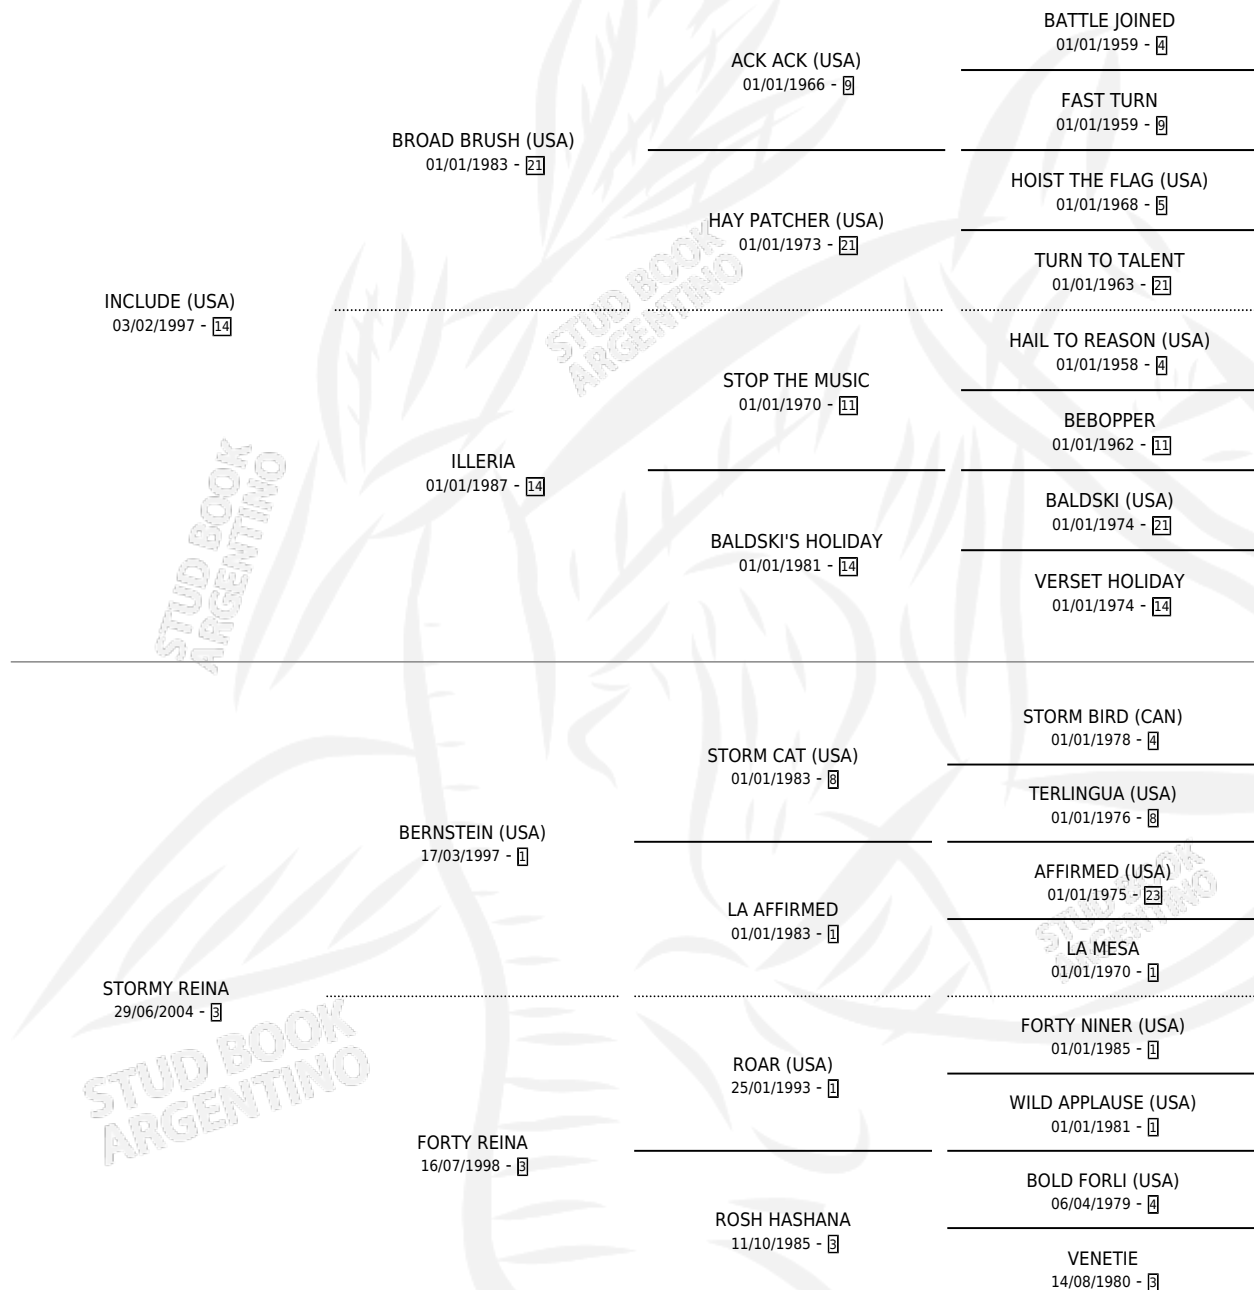 BATTLE JOINED
01/01/1959 - 4
ACK ACK (USA)
01/01/1966 - 9
FAST TURN
01/01/1959 - 9
BROAD BRUSH (USA)
01/01/1983 - 21
HOIST THE FLAG (USA)
01/01/1968 - 5
HAY PATCHER (USA)
01/01/1973 - 21
TURN TO TALENT
01/01/1963 - 21
INCLUDE (USA)
03/02/1997 - 14
HAIL TO REASON (USA)
01/01/1958 - 4
STOP THE MUSIC
01/01/1970 - 11
BEBOPPER
01/01/1962 - 11
ILLERIA
01/01/1987 - 14
BALDSKI (USA)
01/01/1974 - 21
BALDSKI'S HOLIDAY
01/01/1981 - 14
VERSET HOLIDAY
01/01/1974 - 14
STORM BIRD (CAN)
01/01/1978 - 4
STORM CAT (USA)
01/01/1983 - 8
TERLINGUA (USA)
01/01/1976 - 8
BERNSTEIN (USA)
17/03/1997 - 1
AFFIRMED (USA)
01/01/1975 - 23
LA AFFIRMED
01/01/1983 - 1
LA MESA
01/01/1970 - 1
STORMY REINA
29/06/2004 - 3
FORTY NINER (USA)
01/01/1985 - 1
ROAR (USA)
25/01/1993 - 1
WILD APPLAUSE (USA)
01/01/1981 - 1
FORTY REINA
16/07/1998 - 3
BOLD FORLI (USA)
06/04/1979 - 4
ROSH HASHANA
11/10/1985 - 3
VENETIE
14/08/1980 - 3
STUD BOOK
ARGENTINO
STUD BOOK
ARGENTINO
STUD BOOK
ARGENTINO
STUD BOOK
ARGENTINO